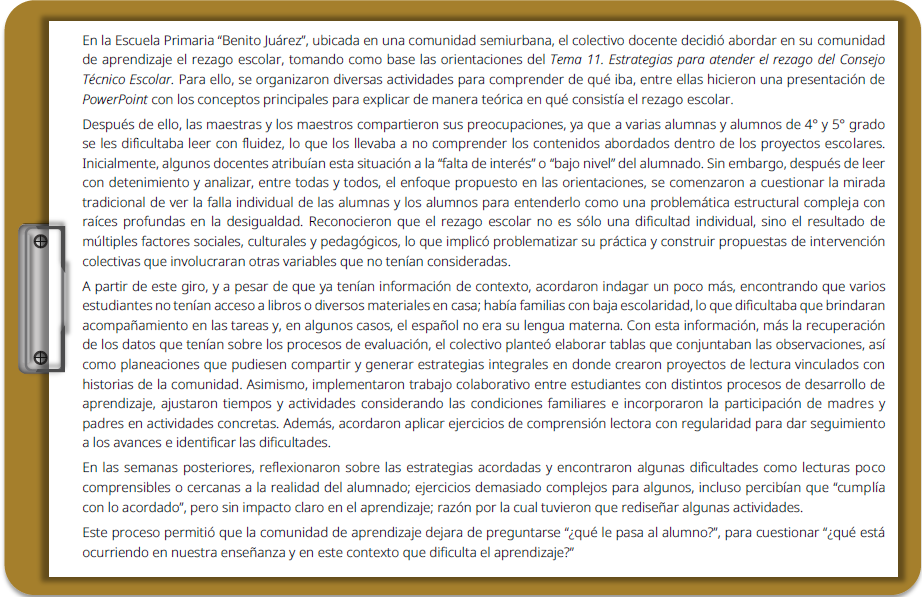 En la Escuela Primaria “Benito Juárez”, ubicada en una comunidad semiurbana, el colectivo docente decidió abordar en su comunidad
de aprendizaje el rezago escolar, tomando como base las orientaciones del Tema 11. Estrategias para atender el rezago del Consejo
Técnico Escolar. Para ello, se organizaron diversas actividades para comprender de qué iba, entre ellas hicieron una presentación de
PowerPoint con los conceptos principales para explicar de manera teórica en qué consistía el rezago escolar.
Después de ello, las maestras y los maestros compartieron sus preocupaciones, ya que a varias alumnas y alumnos de 4° y 5° grado
se les dificultaba leer con fluidez, lo que los llevaba a no comprender los contenidos abordados dentro de los proyectos escolares.
Inicialmente, algunos docentes atribuían esta situación a la “falta de interés” o “bajo nivel” del alumnado. Sin embargo, después de leer
con detenimiento y analizar, entre todas y todos, el enfoque propuesto en las orientaciones, se comenzaron a cuestionar la mirada
tradicional de ver la falla individual de las alumnas y los alumnos para entenderlo como una problemática estructural compleja con
raíces profundas en la desigualdad. Reconocieron que el rezago escolar no es sólo una dificultad individual, sino el resultado de
múltiples factores sociales, culturales y pedagógicos, lo que implicó problematizar su práctica y construir propuestas de intervención
colectivas que involucraran otras variables que no tenían consideradas.
A partir de este giro, y a pesar de que ya tenían información de contexto, acordaron indagar un poco más, encontrando que varios
estudiantes no tenían acceso a libros o diversos materiales en casa; había familias con baja escolaridad, lo que dificultaba que brindaran
acompañamiento en las tareas y, en algunos casos, el español no era su lengua materna. Con esta información, más la recuperación
de los datos que tenían sobre los procesos de evaluación, el colectivo planteó elaborar tablas que conjuntaban las observaciones, así
como planeaciones que pudiesen compartir y generar estrategias integrales en donde crearon proyectos de lectura vinculados con
historias de la comunidad. Asimismo, implementaron trabajo colaborativo entre estudiantes con distintos procesos de desarrollo de
aprendizaje, ajustaron tiempos y actividades considerando las condiciones familiares e incorporaron la participación de madres y
padres en actividades concretas. Además, acordaron aplicar ejercicios de comprensión lectora con regularidad para dar seguimiento
a los avances e identificar las dificultades.
En las semanas posteriores, reflexionaron sobre las estrategias acordadas y encontraron algunas dificultades como lecturas poco
comprensibles o cercanas a la realidad del alumnado; ejercicios demasiado complejos para algunos, incluso percibían que “cumplía
con lo acordado”, pero sin impacto claro en el aprendizaje; razón por la cual tuvieron que rediseñar algunas actividades.
Este proceso permitió que la comunidad de aprendizaje dejara de preguntarse “¿qué le pasa al alumno?”, para cuestionar “¿qué está
ocurriendo en nuestra enseñanza y en este contexto que dificulta el aprendizaje?”